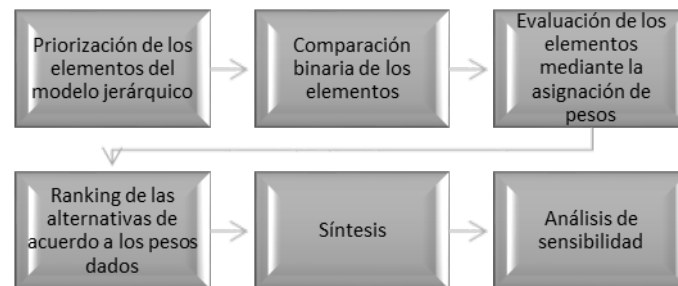 Priorización de los
elementos del
modelo jerárquico
Comparación
binaria de los
elementos
Evaluación de los
elementos
mediante la
asignación de
pesos
Ranking de las
alternativas de
acuerdo a los pesos
dados
Síntesis
Análisis de
sensibilidad